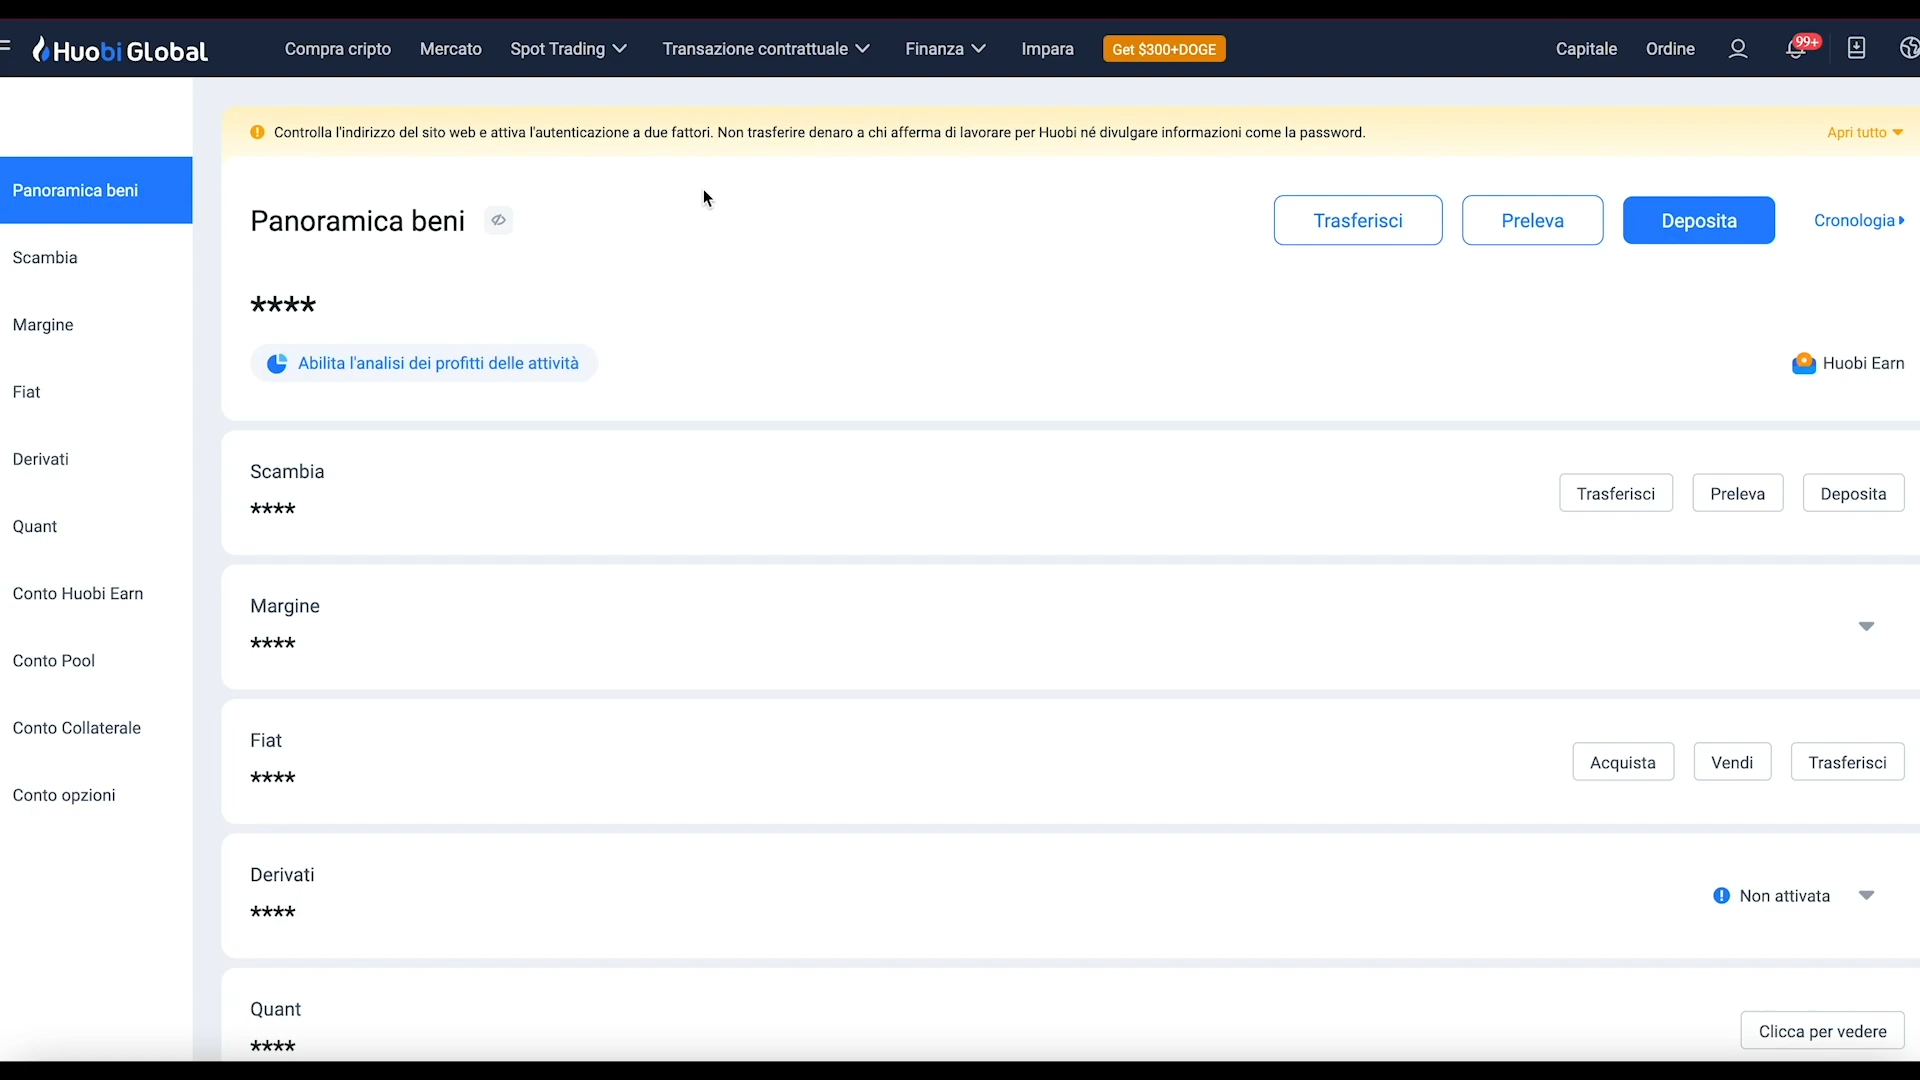 Huobi Global
Compra cripto
Mercato
Spot Trading
Transazione contrattuale
Finanza
Impara
Get $300+DOGE
Capitale
Ordine
99+
Controlla l'indirizzo del sito web e attiva l'autenticazione a due fattori. Non trasferire denaro a chi afferma di lavorare per Huobi né divulgare informazioni come la password.
Apri tutto
Panoramica beni
Scambia
Margine
Fiat
Derivati
Quant
Conto Huobi Earn
Conto Pool
Conto Collaterale
Conto opzioni
Panoramica beni
Trasferisci
Preleva
Deposita
Cronologia
****
Abilita l'analisi dei profitti delle attività
Huobi Earn
Scambia
****
Trasferisci
Preleva
Deposita
Margine
****
Fiat
****
Acquista
Vendi
Trasferisci
Derivati
****
Non attivata
Quant
****
Clicca per vedere